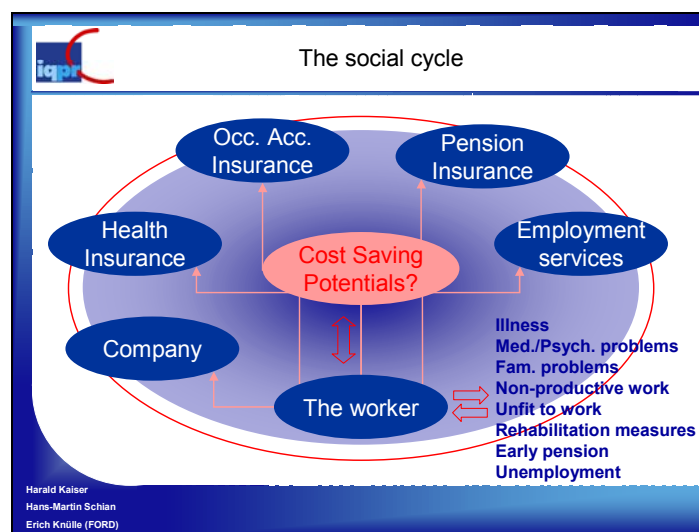 iqpr
The social cycle
Occ. Acc.
Insurance
Pension
Insurance
Health
Insurance
Cost Saving
Potentials?
Employment
services
Company
The worker
Illness
Med./Psych. problems
Fam. problems
Non-productive work
Unfit to work
Rehabilitation measures
Early pension
Unemployment
Harald Kaiser
Hans-Martin Schian
Erich Knülle (FORD)